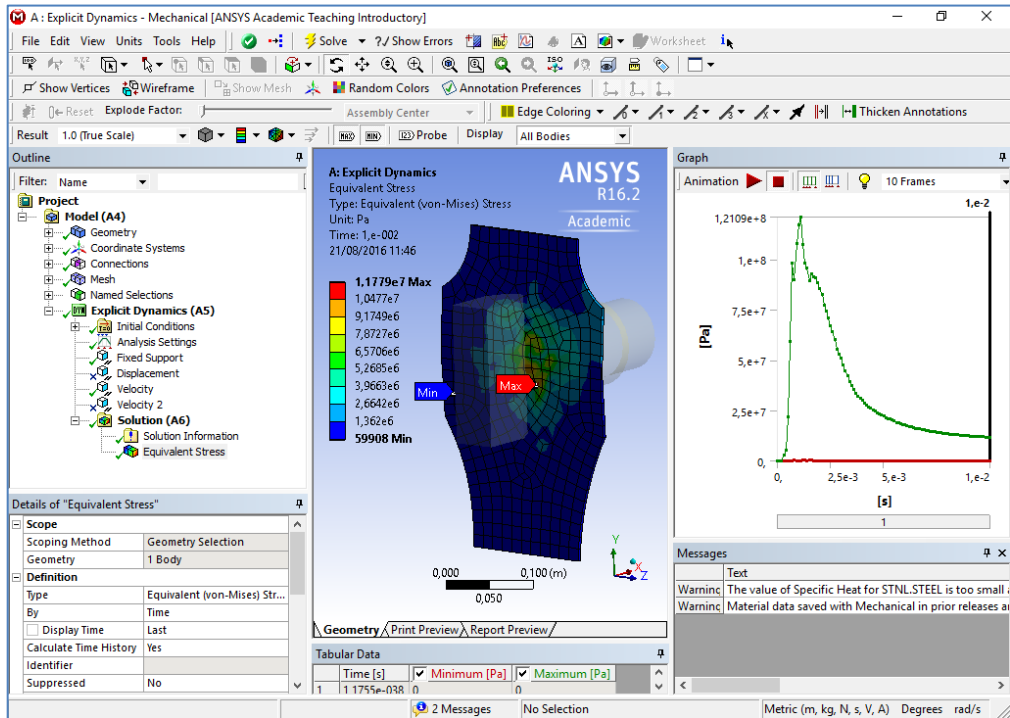 A : Explicit Dynamics - Mechanical [ANSYS Academic Teaching Introductory]
File Edit View Units Tools Help Solve ?/ Show Errors Worksheet
Show Vertices Wireframe Show Mesh Random Colors Annotation Preferences
Reset Explode Factor: Assembly Center Edge Coloring Thicken Annotations
Result 1.0 (True Scale) MAX MIN Probe Display All Bodies
Outline
Filter: Name
Project
Model (A4)
Geometry
Coordinate Systems
Connections
Mesh
Named Selections
Explicit Dynamics (A5)
Initial Conditions
Analysis Settings
Fixed Support
Displacement
Velocity
Velocity 2
Solution (A6)
Solution Information
Equivalent Stress
Details of "Equivalent Stress"
Scope
Scoping Method Geometry Selection
Geometry 1 Body
Definition
Type Equivalent (von-Mises) Str...
By Time
Display Time Last
Calculate Time History Yes
Identifier
Suppressed No
A: Explicit Dynamics
Equivalent Stress
Type: Equivalent (von-Mises) Stress
Unit: Pa
Time: 1,e-002
21/08/2016 11:46
ANSYS
R16.2
Academic
1.1779e7 Max
1,0477e7
9,1749e6
7,8727e6
6,5706e6
5,2685e6
3,9663e6
2,6642e6
1,362e6
59908 Min
Min
Max
Y
X
Z
0,000 0,100 (m)
0,050
Geometry Print Preview Report Preview
Tabular Data
Time [s] Minimum [Pa] Maximum [Pa]
1 1,1755e-038 0 0
Graph
Animation 10 Frames
1,e-2
1,2109e+8
1,e+8
7,5e+7
5,e+7
2,5e+7
0,
[Pa]
0, 2,5e-3 5,e-3 1,e-2
[s]
1
Messages
Text
Warning The value of Specific Heat for STNL.STEEL is too small
Warning Material data saved with Mechanical in prior releases
2 Messages No Selection Metric (m, kg, N, s, V, A) Degrees rad/s